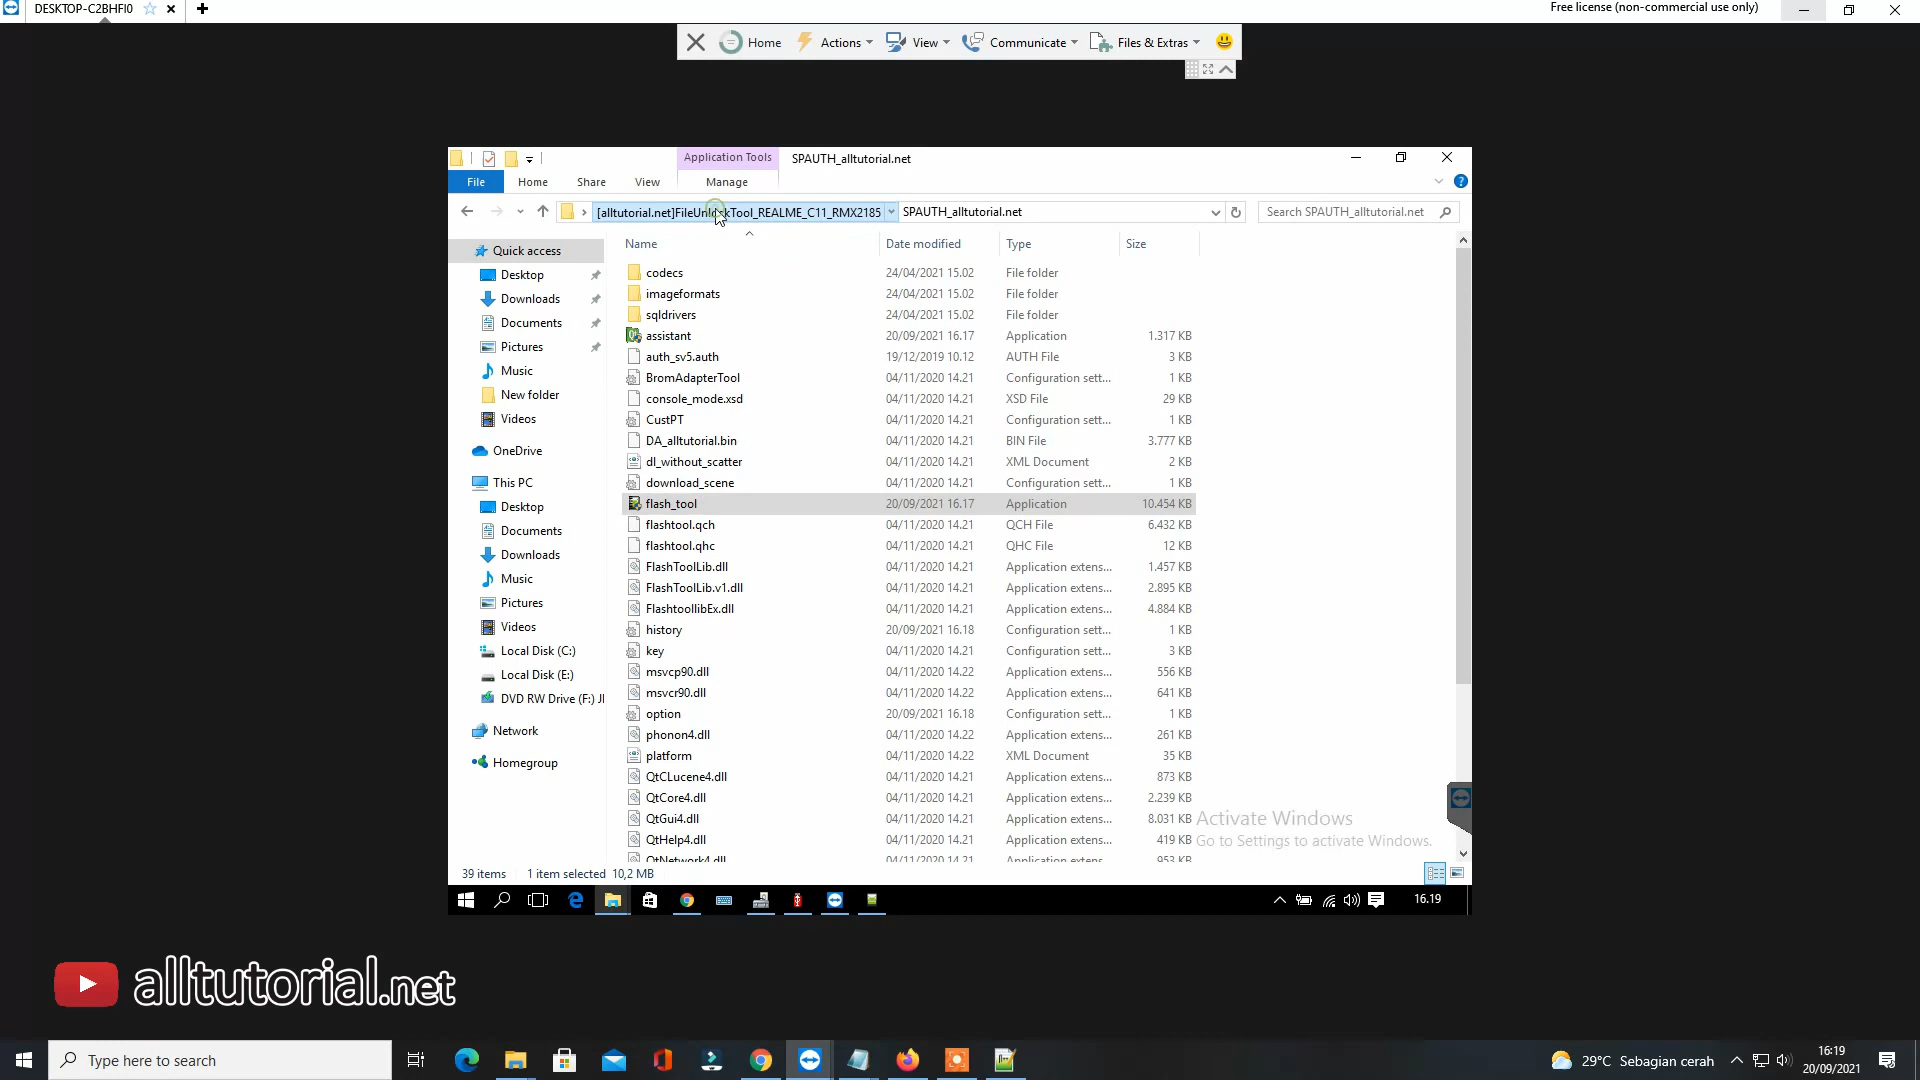 DESKTOP-C2BHFI0
Free license (non-commercial use only)
Home
Actions
View
Communicate
Files & Extras
Application Tools
SPAUTH_alltutorial.net
File
Home
Share
View
Manage
[alltutorial.net]FileUnlockTool_REALME_C11_RMX2185
SPAUTH_alltutorial.net
Search SPAUTH_alltutorial.net
Quick access
Desktop
Downloads
Documents
Pictures
Music
New folder
Videos
OneDrive
This PC
Desktop
Documents
Downloads
Music
Pictures
Videos
Local Disk (C:)
Local Disk (E:)
DVD RW Drive (F:) JI
Network
Homegroup
Name Date modified Type Size
codecs 24/04/2021 15.02 File folder
imageformats 24/04/2021 15.02 File folder
sqldrivers 24/04/2021 15.02 File folder
assistant 20/09/2021 16.17 Application 1.317 KB
auth_sv5.auth 19/12/2019 10.12 AUTH File 3 KB
BromAdapterTool 04/11/2020 14.21 Configuration sett... 1 KB
console_mode.xsd 04/11/2020 14.21 XSD File 29 KB
CustPT 04/11/2020 14.21 Configuration sett... 1 KB
DA_alltutorial.bin 04/11/2020 14.21 BIN File 3.777 KB
dl_without_scatter 04/11/2020 14.21 XML Document 2 KB
download_scene 04/11/2020 14.21 Configuration sett... 1 KB
flash_tool 20/09/2021 16.17 Application 10.454 KB
flashtool.qch 04/11/2020 14.21 QCH File 6.432 KB
flashtool.qhc 04/11/2020 14.21 QHC File 12 KB
FlashToolLib.dll 04/11/2020 14.21 Application extens... 1.457 KB
FlashToolLib.v1.dll 04/11/2020 14.21 Application extens... 2.895 KB
FlashtoollibEx.dll 04/11/2020 14.21 Application extens... 4.884 KB
history 20/09/2021 16.18 Configuration sett... 1 KB
key 04/11/2020 14.21 Configuration sett... 3 KB
msvcp90.dll 04/11/2020 14.22 Application extens... 556 KB
msvcr90.dll 04/11/2020 14.22 Application extens... 641 KB
option 20/09/2021 16.18 Configuration sett... 1 KB
phonon4.dll 04/11/2020 14.22 Application extens... 261 KB
platform 04/11/2020 14.22 XML Document 35 KB
QtCLucene4.dll 04/11/2020 14.21 Application extens... 873 KB
QtCore4.dll 04/11/2020 14.21 Application extens... 2.239 KB
QtGui4.dll 04/11/2020 14.21 Application extens... 8.031 KB
QtHelp4.dll 04/11/2020 14.21 Application extens... 419 KB
QtNetwork4.dll 04/11/2020 14.21 Application extens... 953 KB
Activate Windows
Go to Settings to activate Windows.
39 items 1 item selected 10,2 MB
16.19
alltutorial.net
Type here to search
29°C Sebagian cerah
16:19
20/09/2021